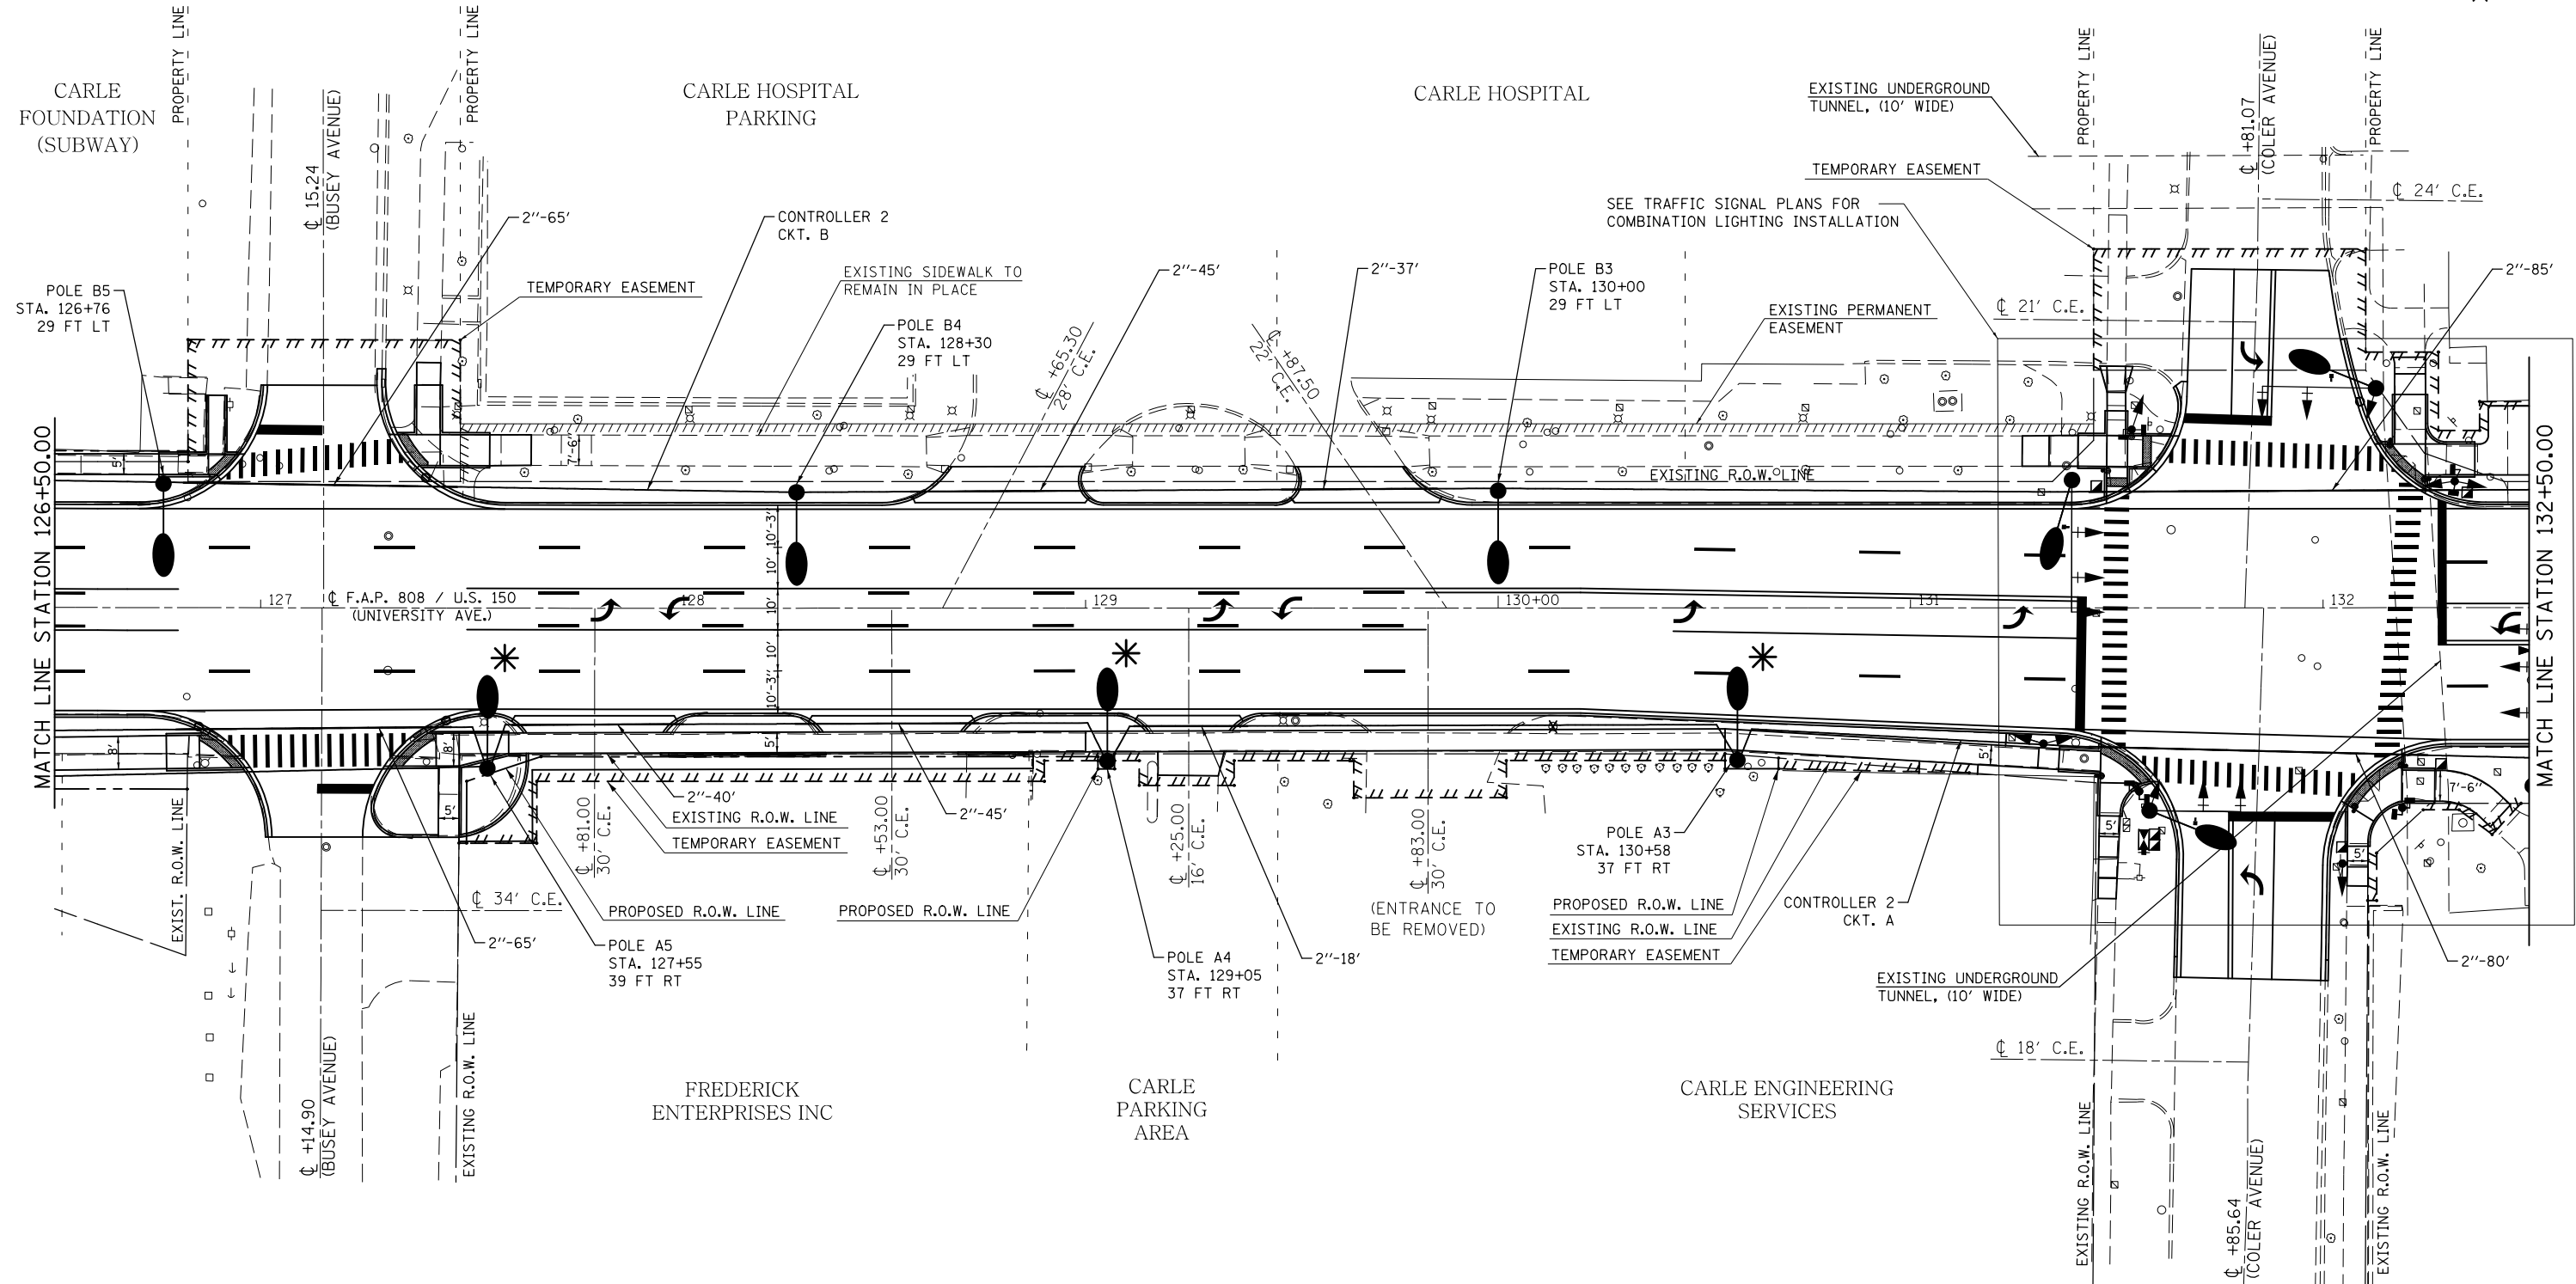 CARLE
FOUNDATION
(SUBWAY)
PROPERTY LINE
℄ 15.24
(BUSEY AVENUE)
PROPERTY LINE
CARLE HOSPITAL
PARKING
CARLE HOSPITAL
EXISTING UNDERGROUND
TUNNEL, (10' WIDE)
PROPERTY LINE
℄ +81.07
(COLER AVENUE)
PROPERTY LINE
TEMPORARY EASEMENT
℄ 24' C.E.
SEE TRAFFIC SIGNAL PLANS FOR
COMBINATION LIGHTING INSTALLATION
2''-65'
CONTROLLER 2
CKT. B
EXISTING SIDEWALK TO
REMAIN IN PLACE
2''-45'
2''-37'
POLE B3
STA. 130+00
29 FT LT
2''-85'
POLE B5
STA. 126+76
29 FT LT
TEMPORARY EASEMENT
POLE B4
STA. 128+30
29 FT LT
℄ +65.30
28' C.E.
℄ +87.50
22' C.E.
EXISTING PERMANENT
EASEMENT
℄ 21' C.E.
MATCH LINE STATION 126+50.00
5'
7'-6"
EXISTING R.O.W. LINE
7'
MATCH LINE STATION 132+50.00
10'-3"
10'
10'
10'
10'-3"
127
℄ F.A.P. 808 / U.S. 150
(UNIVERSITY AVE.)
128
129
130+00
131
132
8'
8'
5'
5'
5'
5'
7'-6"
5'
2''-40'
EXISTING R.O.W. LINE
TEMPORARY EASEMENT
2''-45'
℄ +81.00
30' C.E.
℄ +53.00
30' C.E.
℄ +25.00
16' C.E.
℄ +83.00
30' C.E.
POLE A3
STA. 130+58
37 FT RT
EXIST. R.O.W. LINE
℄ 34' C.E.
PROPOSED R.O.W. LINE
PROPOSED R.O.W. LINE
(ENTRANCE TO
BE REMOVED)
PROPOSED R.O.W. LINE
EXISTING R.O.W. LINE
TEMPORARY EASEMENT
CONTROLLER 2
CKT. A
2''-65'
POLE A5
STA. 127+55
39 FT RT
POLE A4
STA. 129+05
37 FT RT
2''-18'
2''-80'
EXISTING UNDERGROUND
TUNNEL, (10' WIDE)
℄ 18' C.E.
℄ +14.90
(BUSEY AVENUE)
EXISTING R.O.W. LINE
FREDERICK
ENTERPRISES INC
CARLE
PARKING
AREA
CARLE ENGINEERING
SERVICES
EXISTING R.O.W. LINE
℄ +85.64
(COLER AVENUE)
EXISTING R.O.W. LINE